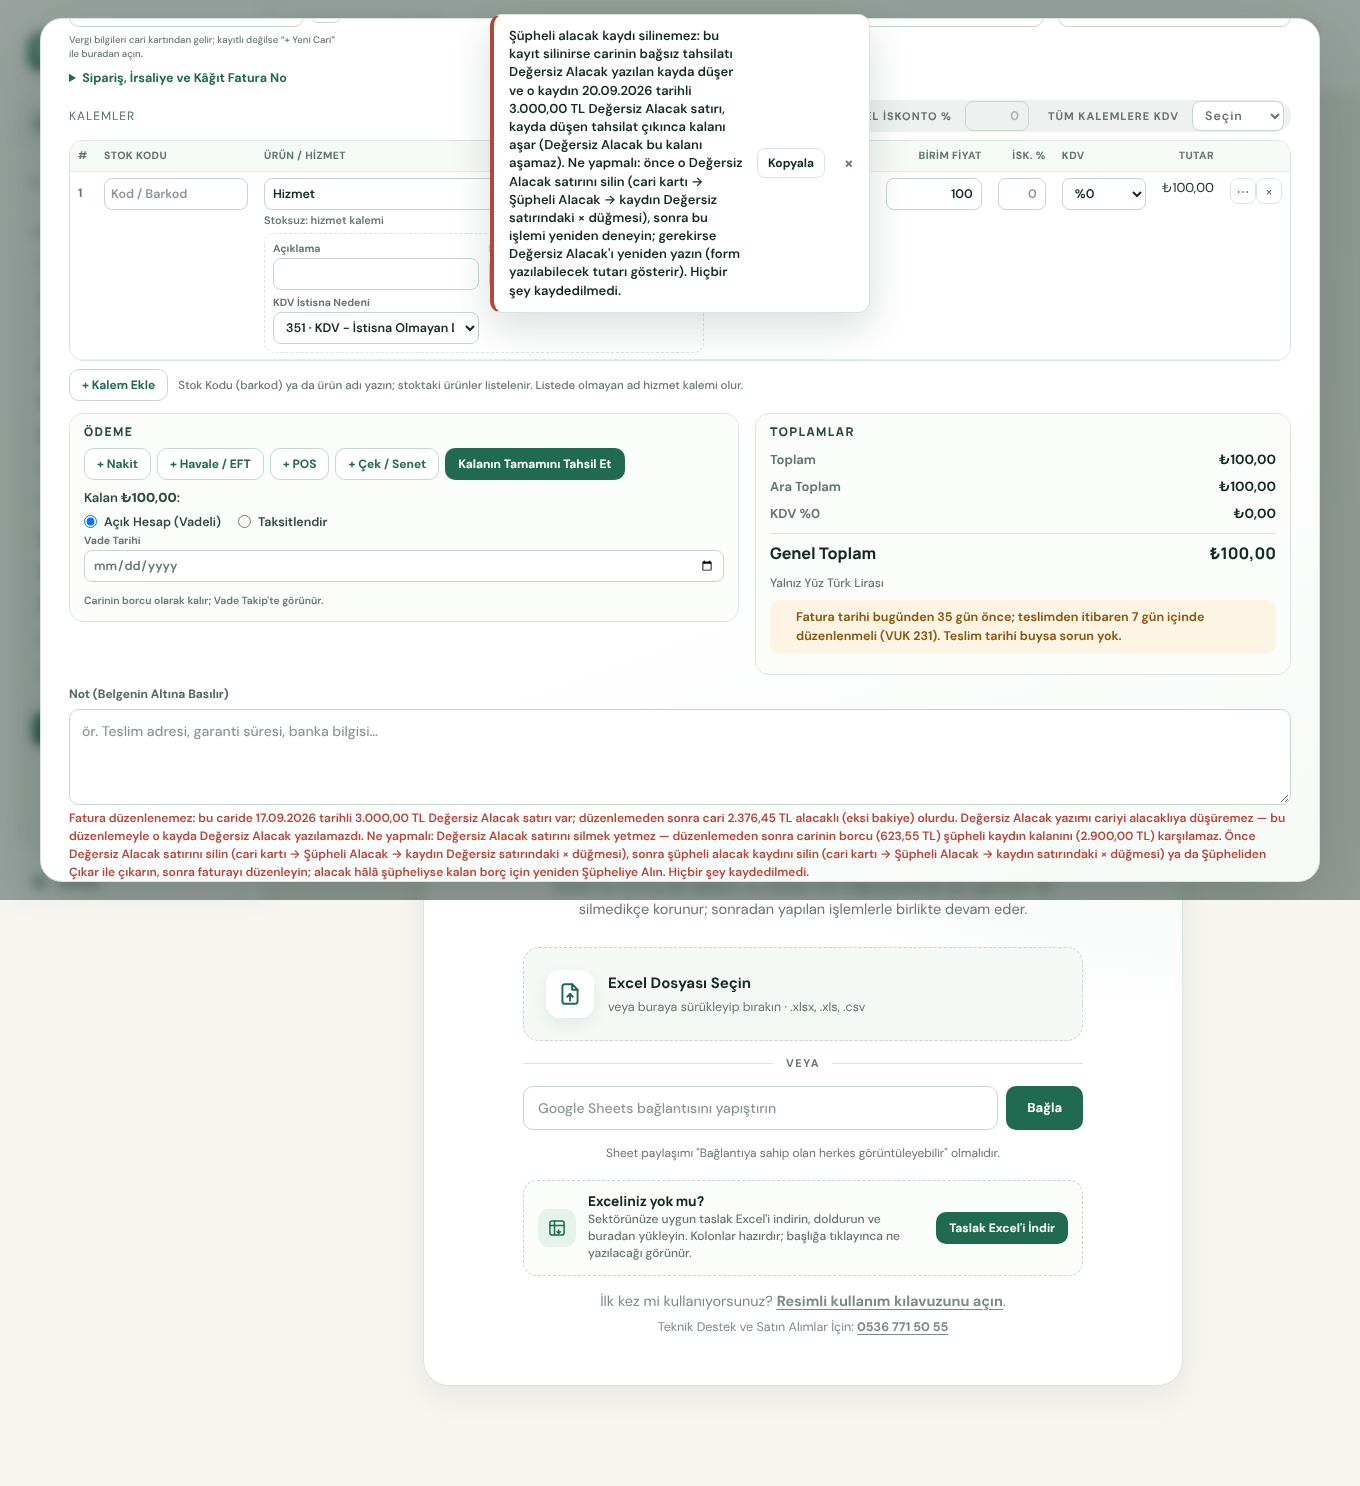 Vergi bilgileri cari kartından gelir; kayıtlı değilse "+ Yeni Cari"
ile buradan açın.
▶ Sipariş, İrsaliye ve Kâğıt Fatura No
Şüpheli alacak kaydı silinemez: bu
kayıt silinirse carinin bağsız tahsilatı
Değersiz Alacak yazılan kayda düşer
ve o kaydın 20.09.2026 tarihli
3.000,00 TL Değersiz Alacak satırı,
kayda düşen tahsilat çıkınca kalanı
aşar (Değersiz Alacak bu kalanı
aşamaz). Ne yapmalı: önce o Değersiz
Alacak satırını silin (cari kartı →
Şüpheli Alacak → kaydın Değersiz
satırındaki × düğmesi), sonra bu
işlemi yeniden deneyin; gerekirse
Değersiz Alacak'ı yeniden yazın (form
yazılabilecek tutarı gösterir). Hiçbir
şey kaydedilmedi.
Kopyala ×
KALEMLER
İSKONTO % 0 TÜM KALEMLERE KDV Seçin
# STOK KODU ÜRÜN / HİZMET BİRİM FİYAT İSK. % KDV TUTAR
1 Kod / Barkod Hizmet 100 0 %0 ₺100,00 ⋯ ×
Stoksuz: hizmet kalemi
Açıklama
KDV İstisna Nedeni
351 · KDV - İstisna Olmayan
+ Kalem Ekle Stok Kodu (barkod) ya da ürün adı yazın; stoktaki ürünler listelenir. Listede olmayan ad hizmet kalemi olur.
ÖDEME
+ Nakit + Havale / EFT + POS + Çek / Senet Kalanın Tamamını Tahsil Et
Kalan ₺100,00:
Açık Hesap (Vadeli) Taksitlendir
Vade Tarihi
mm/dd/yyyy
Carinin borcu olarak kalır; Vade Takip'te görünür.
TOPLAMLAR
Toplam ₺100,00
Ara Toplam ₺100,00
KDV %0 ₺0,00
Genel Toplam ₺100,00
Yalnız Yüz Türk Lirası
Fatura tarihi bugünden 35 gün önce; teslimden itibaren 7 gün içinde
düzenlenmeli (VUK 231). Teslim tarihi buysa sorun yok.
Not (Belgenin Altına Basılır)
ör. Teslim adresi, garanti süresi, banka bilgisi...
Fatura düzenlenemez: bu caride 17.09.2026 tarihli 3.000,00 TL Değersiz Alacak satırı var; düzenlemeden sonra cari 2.376,45 TL alacaklı (eksi bakiye) olurdu. Değersiz Alacak yazımı cariyi alacaklıya düşüremez — bu
düzenlemeyle o kayda Değersiz Alacak yazılamazdı. Ne yapmalı: Değersiz Alacak satırını silmek yetmez — düzenlemeden sonra carinin borcu (623,55 TL) şüpheli kaydın kalanını (2.900,00 TL) karşılamaz. Önce
Değersiz Alacak satırını silin (cari kartı → Şüpheli Alacak → kaydın Değersiz satırındaki × düğmesi), sonra şüpheli alacak kaydını silin (cari kartı → Şüpheli Alacak → kaydın satırındaki × düğmesi) ya da Şüpheliden
Çıkar ile çıkarın, sonra faturayı düzenleyin; alacak hâlâ şüpheliyse kalan borç için yeniden Şüpheliye Alın. Hiçbir şey kaydedilmedi.
silmedikçe korunur; sonradan yapılan işlemlerle birlikte devam eder.
Excel Dosyası Seçin
veya buraya sürükleyip bırakın · .xlsx, .xls, .csv
VEYA
Google Sheets bağlantısını yapıştırın Bağla
Sheet paylaşımı "Bağlantıya sahip olan herkes görüntüleyebilir" olmalıdır.
Exceliniz yok mu?
Sektörünüze uygun taslak Excel'i indirin, doldurun ve
buradan yükleyin. Kolonlar hazırdır; başlığa tıklayınca ne
yazılacağı görünür.
Taslak Excel'i İndir
İlk kez mi kullanıyorsunuz? Resimli kullanım kılavuzunu açın.
Teknik Destek ve Satın Alımlar İçin: 0536 771 50 55